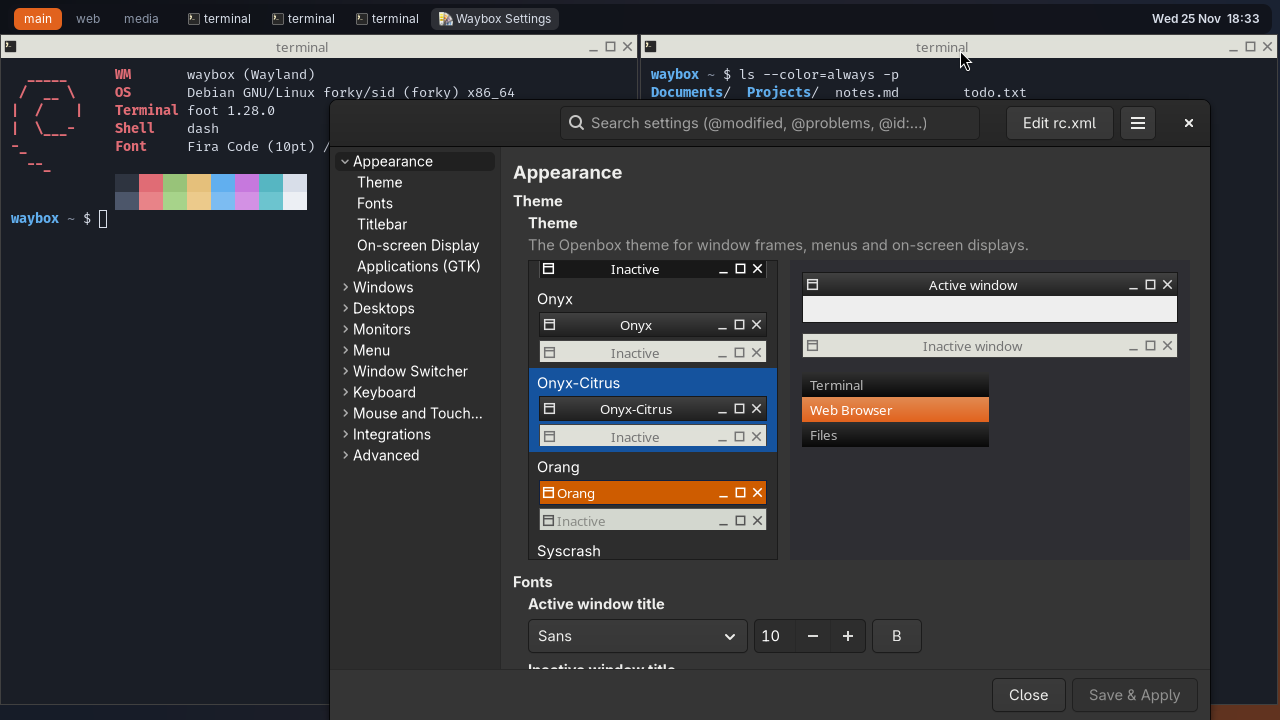 main web media terminal terminal terminal Waybox Settings Wed 25 Nov 18:33
terminal
terminal
WM waybox (Wayland)
OS Debian GNU/Linux forky/sid (forky) x86_64
Terminal foot 1.28.0
Shell dash
Font Fira Code (10pt) /
waybox ~ $
waybox ~ $ ls --color=always -p
Documents/ Projects/ notes.md todo.txt
Search settings (@modified, @problems, @id:...)
Edit rc.xml
Appearance
Theme
Fonts
Titlebar
On-screen Display
Applications (GTK)
Windows
Desktops
Monitors
Menu
Window Switcher
Keyboard
Mouse and Touch...
Integrations
Advanced
Appearance
Theme
Theme
The Openbox theme for window frames, menus and on-screen displays.
Inactive
Onyx
Onyx
Inactive
Onyx-Citrus
Onyx-Citrus
Inactive
Orang
Orang
Inactive
Syscrash
Active window
Inactive window
Terminal
Web Browser
Files
Fonts
Active window title
Sans 10 B
Inactive window title
Close Save & Apply